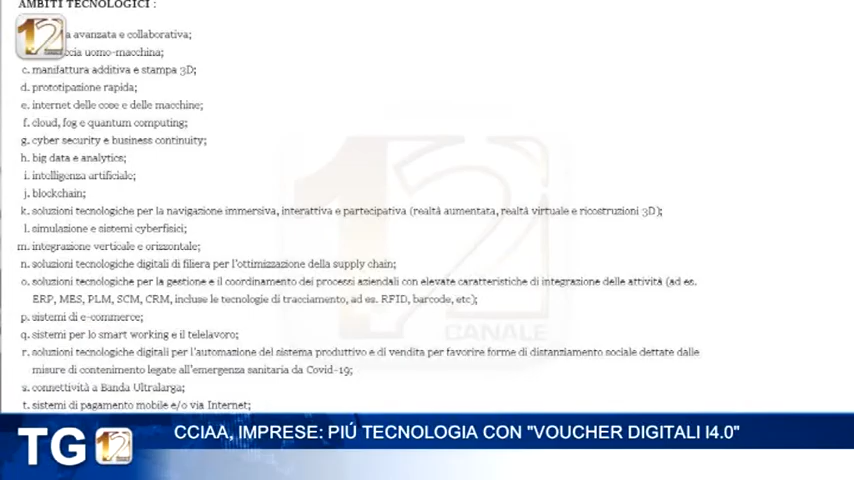 AMBITI TECNOLOGICI :
a avanzata e collaborativa;
cia uomo-macchina;
c. manifattura additiva e stampa 3D;
d. prototipazione rapida;
e. internet delle cose e delle macchine;
f. cloud, fog e quantum computing;
g. cyber security e business continuity;
h. big data e analytics;
i. intelligenza artificiale;
j. blockchain;
k. soluzioni tecnologiche per la navigazione immersiva, interattiva e partecipativa (realtà aumentata, realtà virtuale e ricostruzioni 3D);
l. simulazione e sistemi cyberfisici;
m. integrazione verticale e orizzontale;
n. soluzioni tecnologiche digitali di filiera per l'ottimizzazione della supply chain;
o. soluzioni tecnologiche per la gestione e il coordinamento dei processi aziendali con elevate caratteristiche di integrazione delle attività (ad es.
ERP, MES, PLM, SCM, CRM, incluse le tecnologie di tracciamento, ad es. RFID, barcode, etc);
p. sistemi di e-commerce;
q. sistemi per lo smart working e il telelavoro;
r. soluzioni tecnologiche digitali per l'automazione del sistema produttivo e di vendita per favorire forme di distanziamento sociale dettate dalle
misure di contenimento legate all'emergenza sanitaria da Covid-19;
s. connettività a Banda Ultralarga;
t. sistemi di pagamento mobile e/o via Internet;
12
CANALE
TG 12
CCIAA, IMPRESE: PIÚ TECNOLOGIA CON "VOUCHER DIGITALI I4.0"